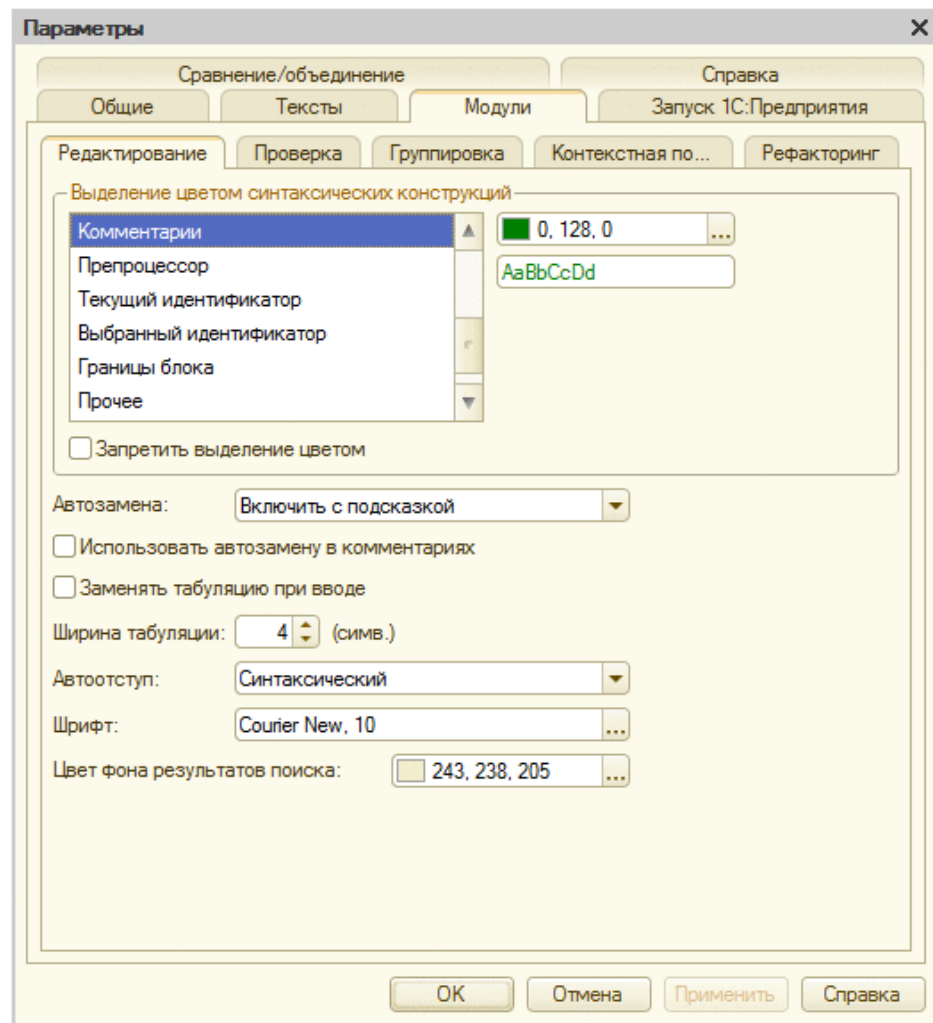 Параметры
Сравнение/объединение Справка
Общие Тексты Модули Запуск 1С:Предприятия
Редактирование Проверка Группировка Контекстная по... Рефакторинг
Выделение цветом синтаксических конструкций
Комментарии 0, 128, 0 ...
Препроцессор AaBbCcDd
Текущий идентификатор
Выбранный идентификатор
Границы блока
Прочее
Запретить выделение цветом
Автозамена: Включить с подсказкой
Использовать автозамену в комментариях
Заменять табуляцию при вводе
Ширина табуляции: 4 (симв.)
Автоотступ: Синтаксический
Шрифт: Courier New, 10 ...
Цвет фона результатов поиска: 243, 238, 205 ...
OK Отмена Применить Справка